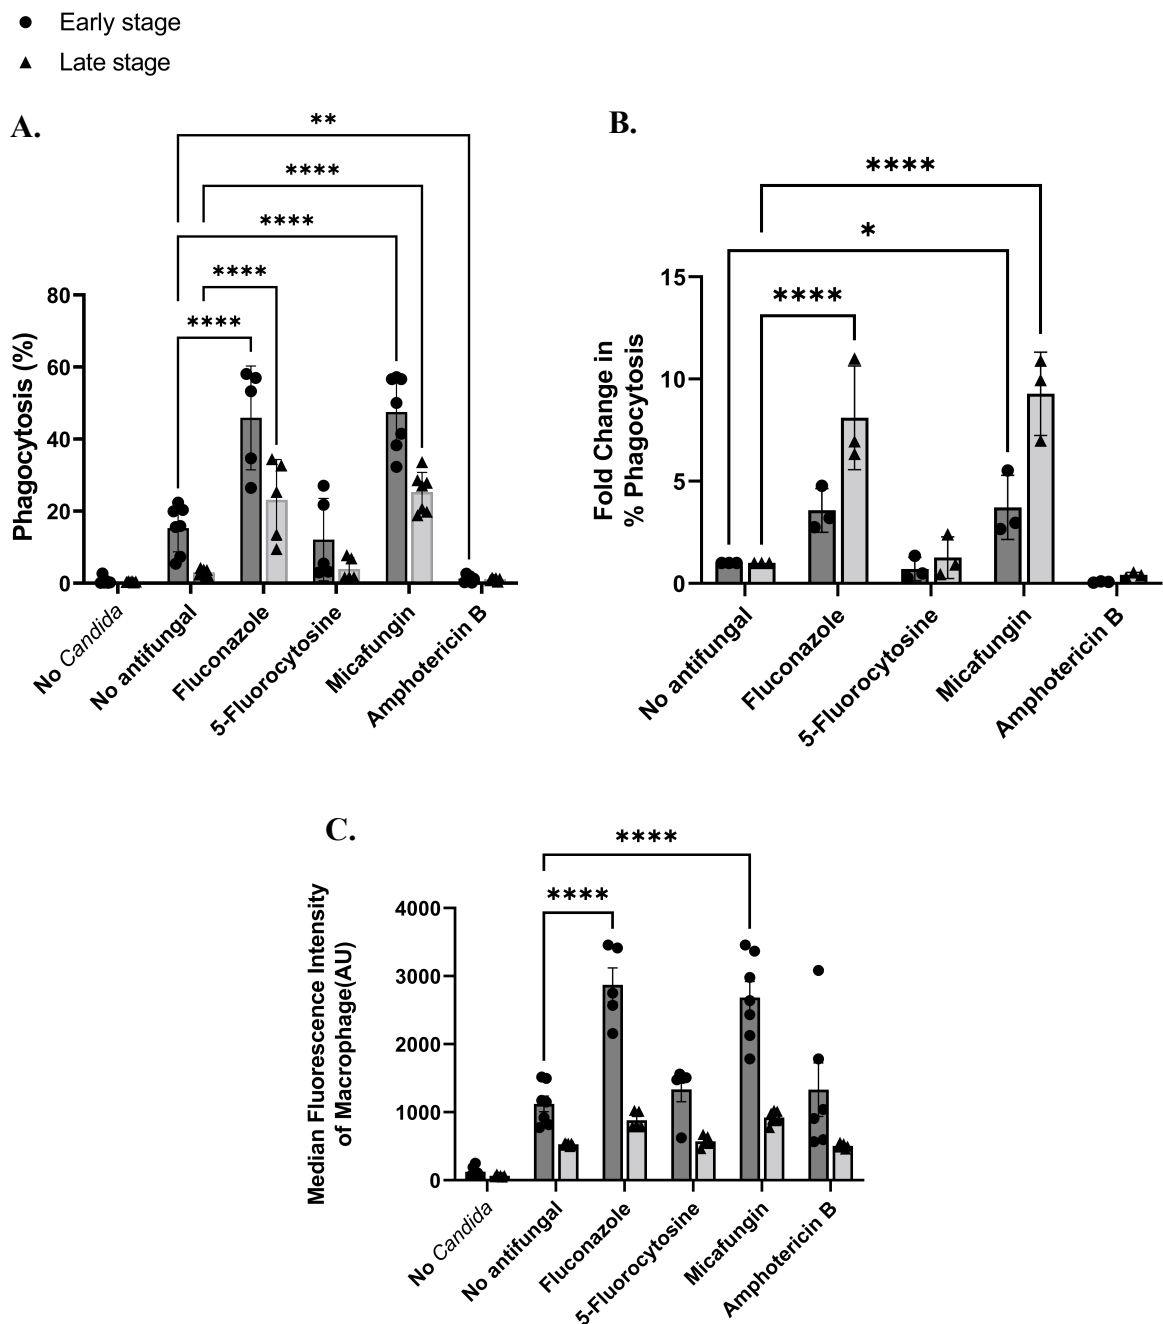 Early stage
Late stage
A.
**
****
****
****
****
Phagocytosis (%)
80
60
40
20
0
No Candida
No antifungal
Fluconazole
5-Fluorocytosine
Micafungin
Amphotericin B
B.
****
*
****
Fold Change in
% Phagocytosis
15
10
5
0
No antifungal
Fluconazole
5-Fluorocytosine
Micafungin
Amphotericin B
C.
****
****
Median Fluorescence Intensity
of Macrophage(AU)
4000
3000
2000
1000
0
No Candida
No antifungal
Fluconazole
5-Fluorocytosine
Micafungin
Amphotericin B